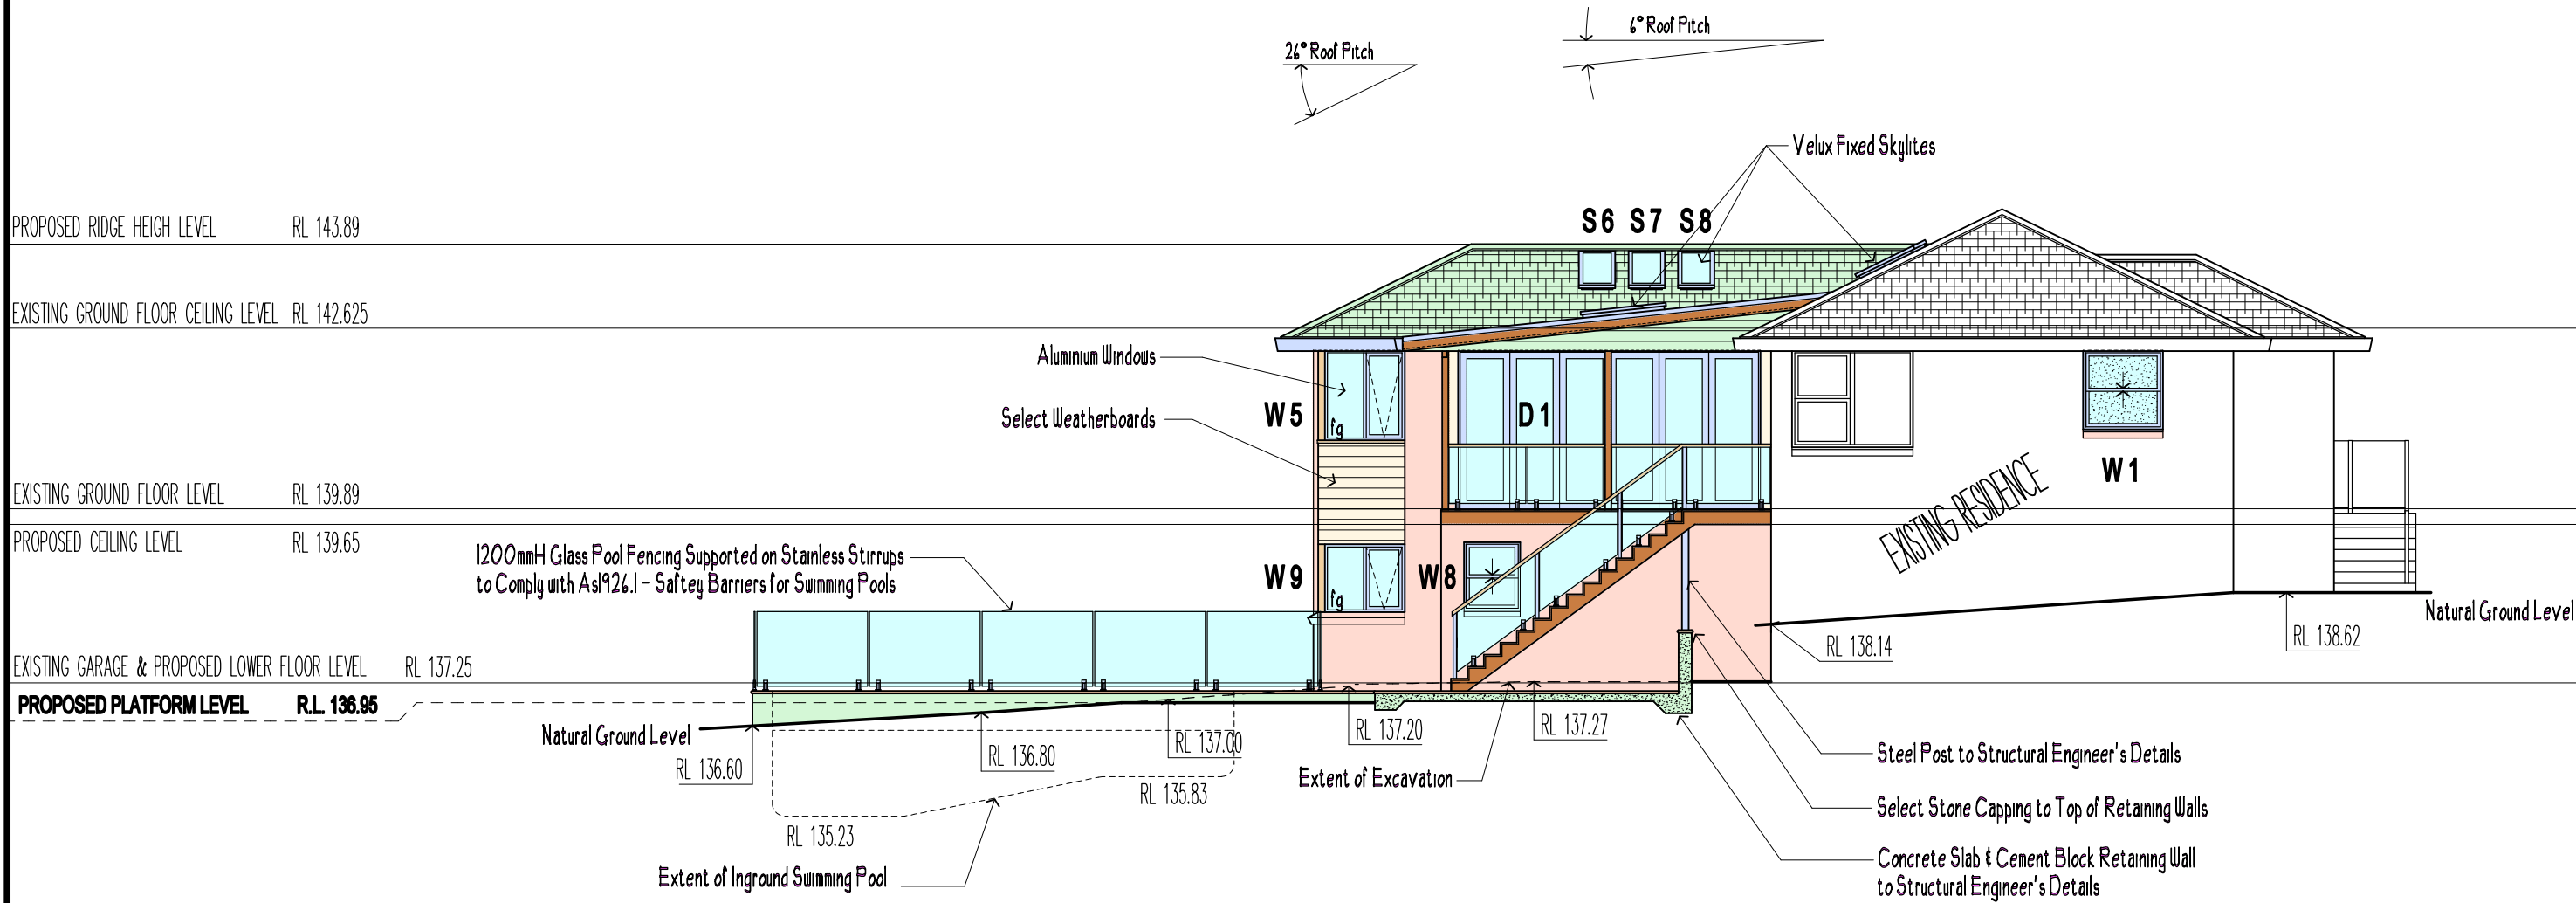 6° Roof Pitch
26° Roof Pitch
Velux Fixed Skylites
S6 S7 S8
PROPOSED RIDGE HEIGH LEVEL RL 143.89
EXISTING GROUND FLOOR CEILING LEVEL RL 142.625
Aluminium Windows
Select Weatherboards
W5
fg
D1
W1
EXISTING RESIDENCE
EXISTING GROUND FLOOR LEVEL RL 139.89
PROPOSED CEILING LEVEL RL 139.65
1200mmH Glass Pool Fencing Supported on Stainless Stirrups
to Comply with As1926.1 - Saftey Barriers for Swimming Pools
W9
fg
W8
Natural Ground Level
RL 138.62
RL 138.14
EXISTING GARAGE & PROPOSED LOWER FLOOR LEVEL RL 137.25
PROPOSED PLATFORM LEVEL R.L. 136.95
Natural Ground Level
RL 136.60
RL 136.80
RL 137.00
RL 137.20
RL 137.27
RL 135.83
RL 135.23
Extent of Excavation
Extent of Inground Swimming Pool
Steel Post to Structural Engineer's Details
Select Stone Capping to Top of Retaining Walls
Concrete Slab & Cement Block Retaining Wall
to Structural Engineer's Details